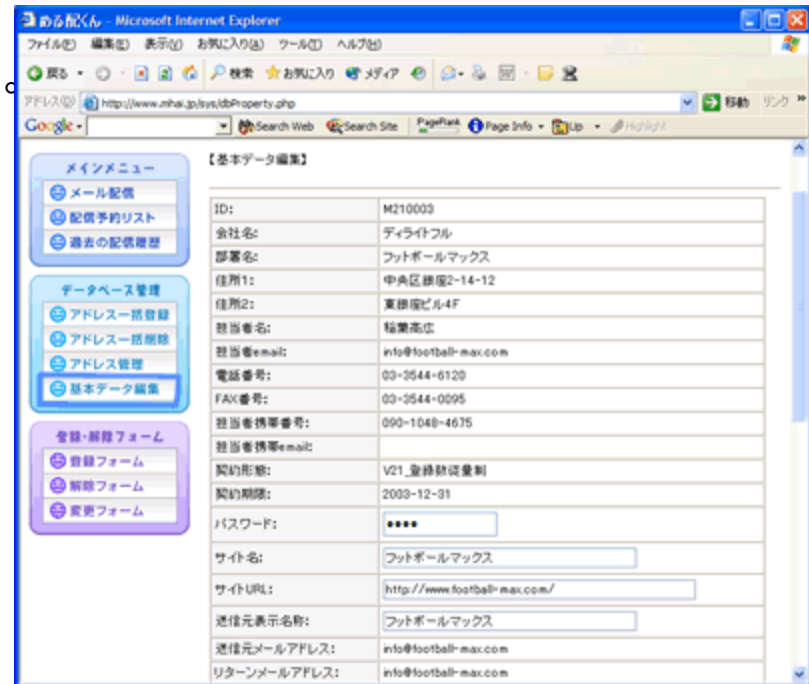 める配くん - Microsoft Internet Explorer
ファイル(F) 編集(E) 表示(V) お気に入り(A) ツール(T) ヘルプ(H)
戻る 検索 お気に入り メディア
アドレス(D) http://www.mhai.jp/sys/dbProperty.php 移動 リンク
Google Search Web Search Site PageRank Page Info Up Highlight
メインメニュー
メール配信
配信予約リスト
過去の配信履歴
データベース管理
アドレス一括登録
アドレス一括削除
アドレス管理
基本データ編集
登録・解除フォーム
登録フォーム
解除フォーム
変更フォーム
【基本データ編集】
ID: M210003
会社名: ディライトフル
部署名: フットボールマックス
住所1: 中央区銀座2-14-12
住所2: 東銀座ビル4F
担当者名: 稲葉高広
担当者email: info@football-max.com
電話番号: 03-3544-6120
FAX番号: 03-3544-0095
担当者携帯番号: 090-1048-4675
担当者携帯email:
契約形態: V21_登録数従量制
契約期限: 2003-12-31
パスワード: ●●●●
サイト名: フットボールマックス
サイトURL: http://www.football-max.com/
送信元表示名称: フットボールマックス
送信元メールアドレス: info@football-max.com
リターンメールアドレス: info@football-max.com